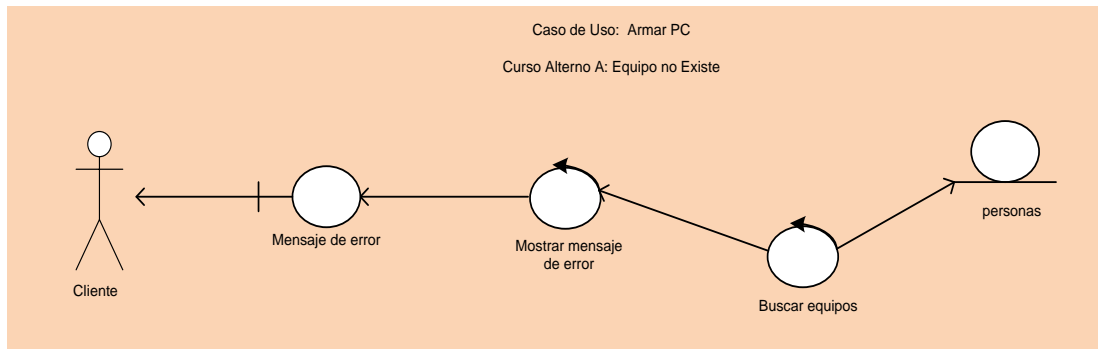 Caso de Uso: Armar PC
Curso Alterno A: Equipo no Existe
personas
Mensaje de error
Mostrar mensaje
de error
Cliente
Buscar equipos